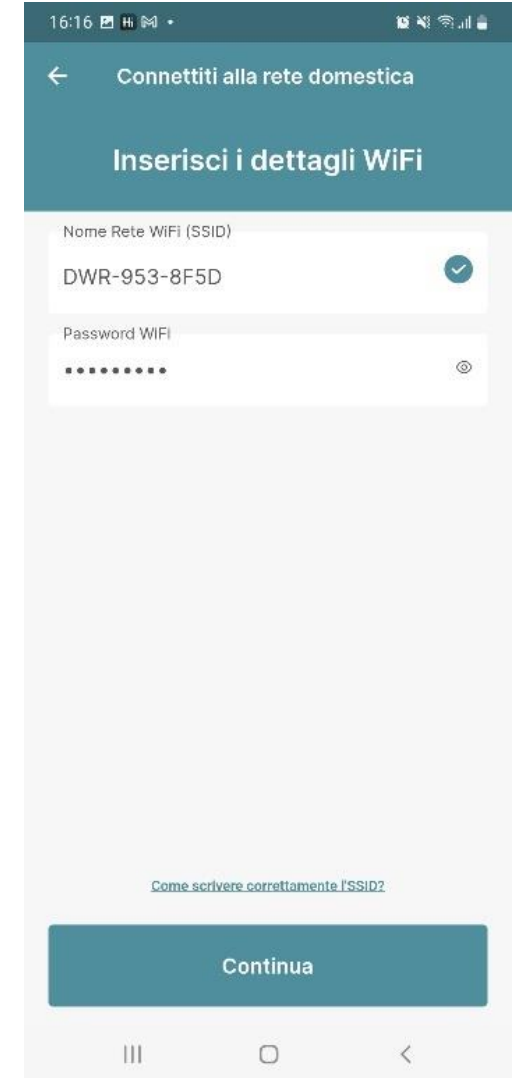 16:16
Connettiti alla rete domestica
Inserisci i dettagli WiFi
Nome Rete WiFi (SSID)
DWR-953-8F5D
Password WiFi
•••••••••
Come scrivere correttamente l'SSID?
Continua